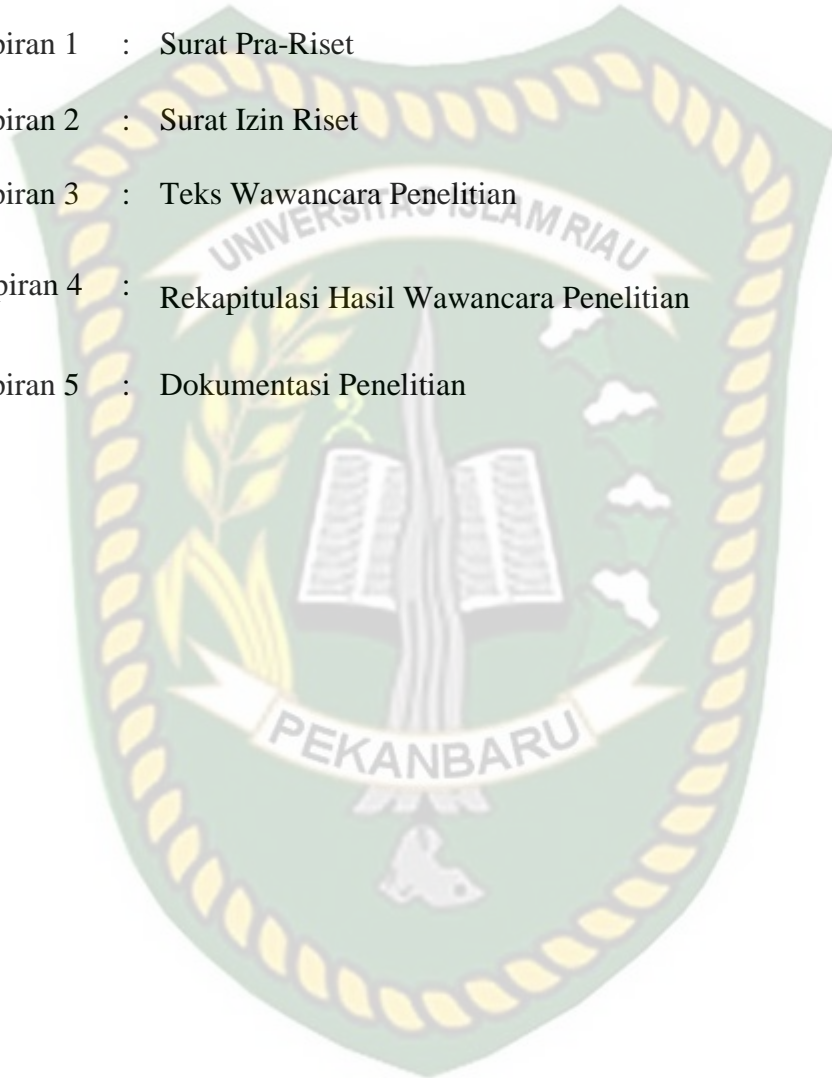 piran 1 : Surat Pra-Riset
piran 2 : Surat Izin Riset
piran 3 : Teks Wawancara Penelitian
UNIVERSITAS ISLAM RIAU
piran 4 : Rekapitulasi Hasil Wawancara Penelitian
piran 5 : Dokumentasi Penelitian
PEKANBARU